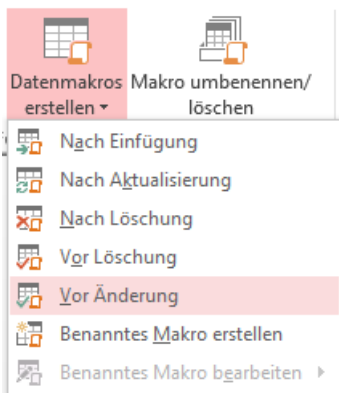 Datenmakros Makro umbenennen/
erstellen löschen
Nach Einfügung
Nach Aktualisierung
Nach Löschung
Vor Löschung
Vor Änderung
Benanntes Makro erstellen
Benanntes Makro bearbeiten